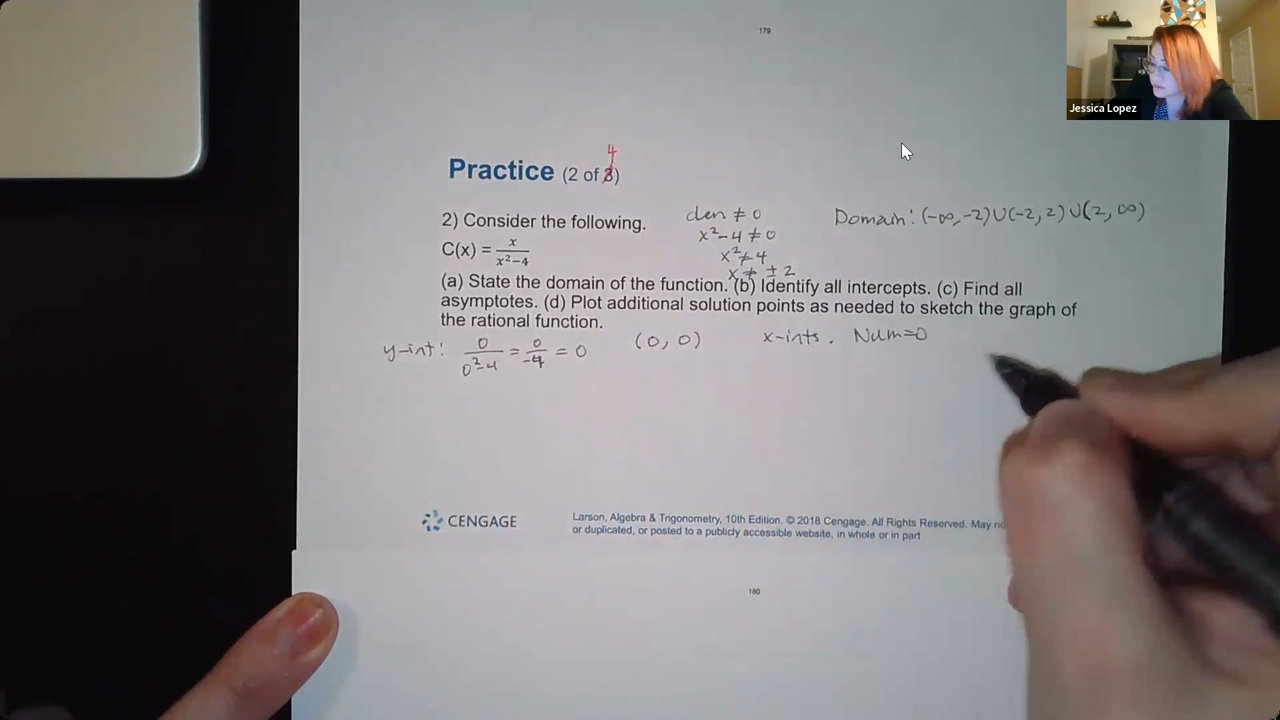 179
Jessica Lopez
4
Practice (2 of 3)
2) Consider the following.
C(x) = x/(x²−4)
den ≠ 0
x²−4 ≠ 0
x² ≠ 4
x ≠ ±2
Domain: (-∞, -2)∪(-2, 2)∪(2, ∞)
(a) State the domain of the function. (b) Identify all intercepts. (c) Find all
asymptotes. (d) Plot additional solution points as needed to sketch the graph of
the rational function.
y-int: 0/(0²−4) = 0/−4 = 0 (0, 0) x-ints. Num=0
CENGAGE
Larson, Algebra & Trigonometry, 10th Edition. © 2018 Cengage. All Rights Reserved. May
or duplicated, or posted to a publicly accessible website, in whole or in part
180